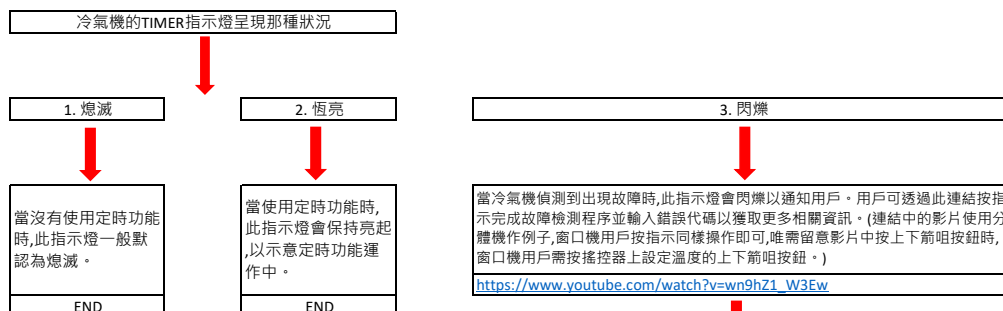 冷氣機的TIMER指示燈呈現那種狀況
1. 熄滅
2. 恆亮
3. 閃爍
當沒有使用定時功能
時,此指示燈一般默
認為熄滅。
END
當使用定時功能時,
此指示燈會保持亮起
,以示意定時功能運
作中。
END
當冷氣機偵測到出現故障時,此指示燈會閃爍以通知用戶。用戶可透過此連結按指
示完成故障檢測程序並輸入錯誤代碼以獲取更多相關資訊。(連結中的影片使用分
體機作例子,窗口機用戶按指示同樣操作即可,唯需留意影片中按上下箭咀按鈕時,
窗口機用戶需按搖控器上設定溫度的上下箭咀按鈕。)
https://www.youtube.com/watch?v=wn9hZ1_W3Ew